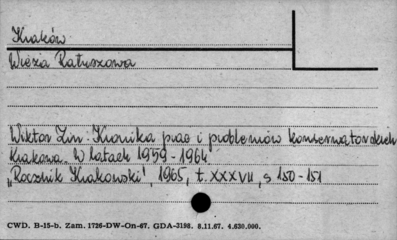 Kraków
Wieża Ratuszowa
Wiktor Zin: Kronika prac i problemów konserwatorskich
Krakowa. W latach 1959-1964
„Rocznik Krakowski", 1965, t. XXXVII, s 150-151
CWD. B-15-b. Zam. 1726-DW-On-67. GDA-3198. 8.11.67. 4.630.000.